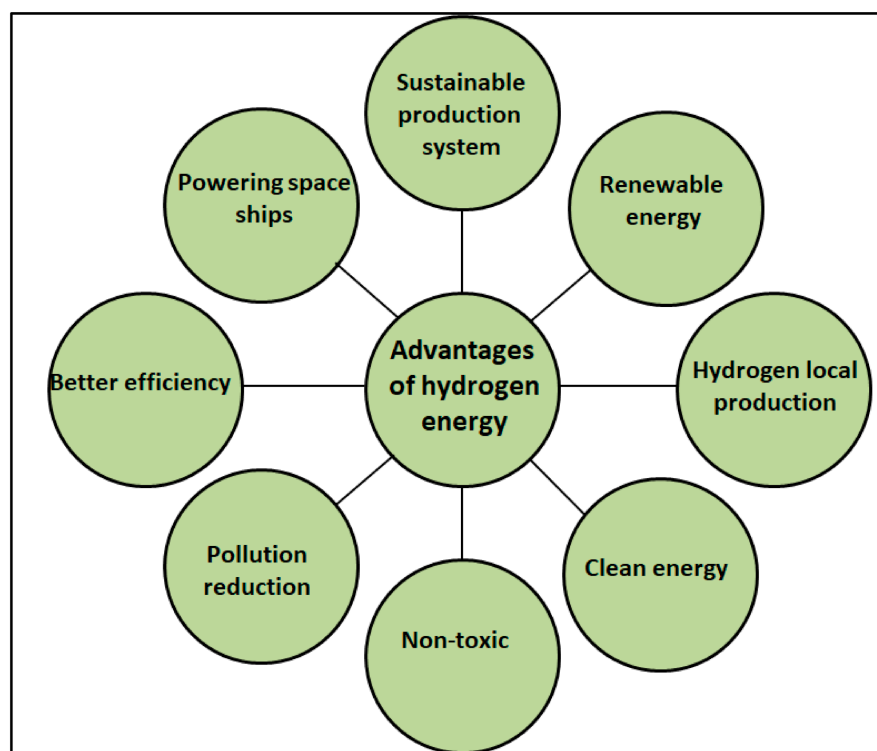 Sustainable
production
system
Powering space
ships
Renewable
energy
Advantages
of hydrogen
energy
Better efficiency
Hydrogen local
production
Pollution
reduction
Clean energy
Non-toxic